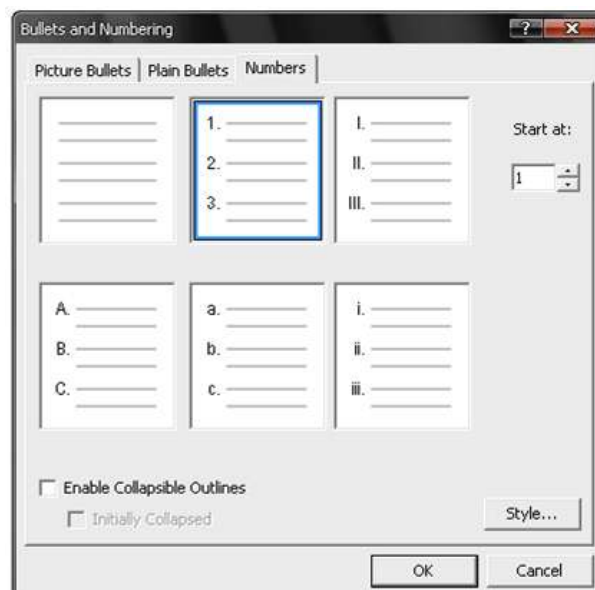 Bullets and Numbering
?
Picture Bullets Plain Bullets Numbers
1. I. Start at:
2. II. 1
3. III.
A. a. i.
B. b. ii.
C. c. iii.
Enable Collapsible Outlines
Initially Collapsed Style...
OK Cancel